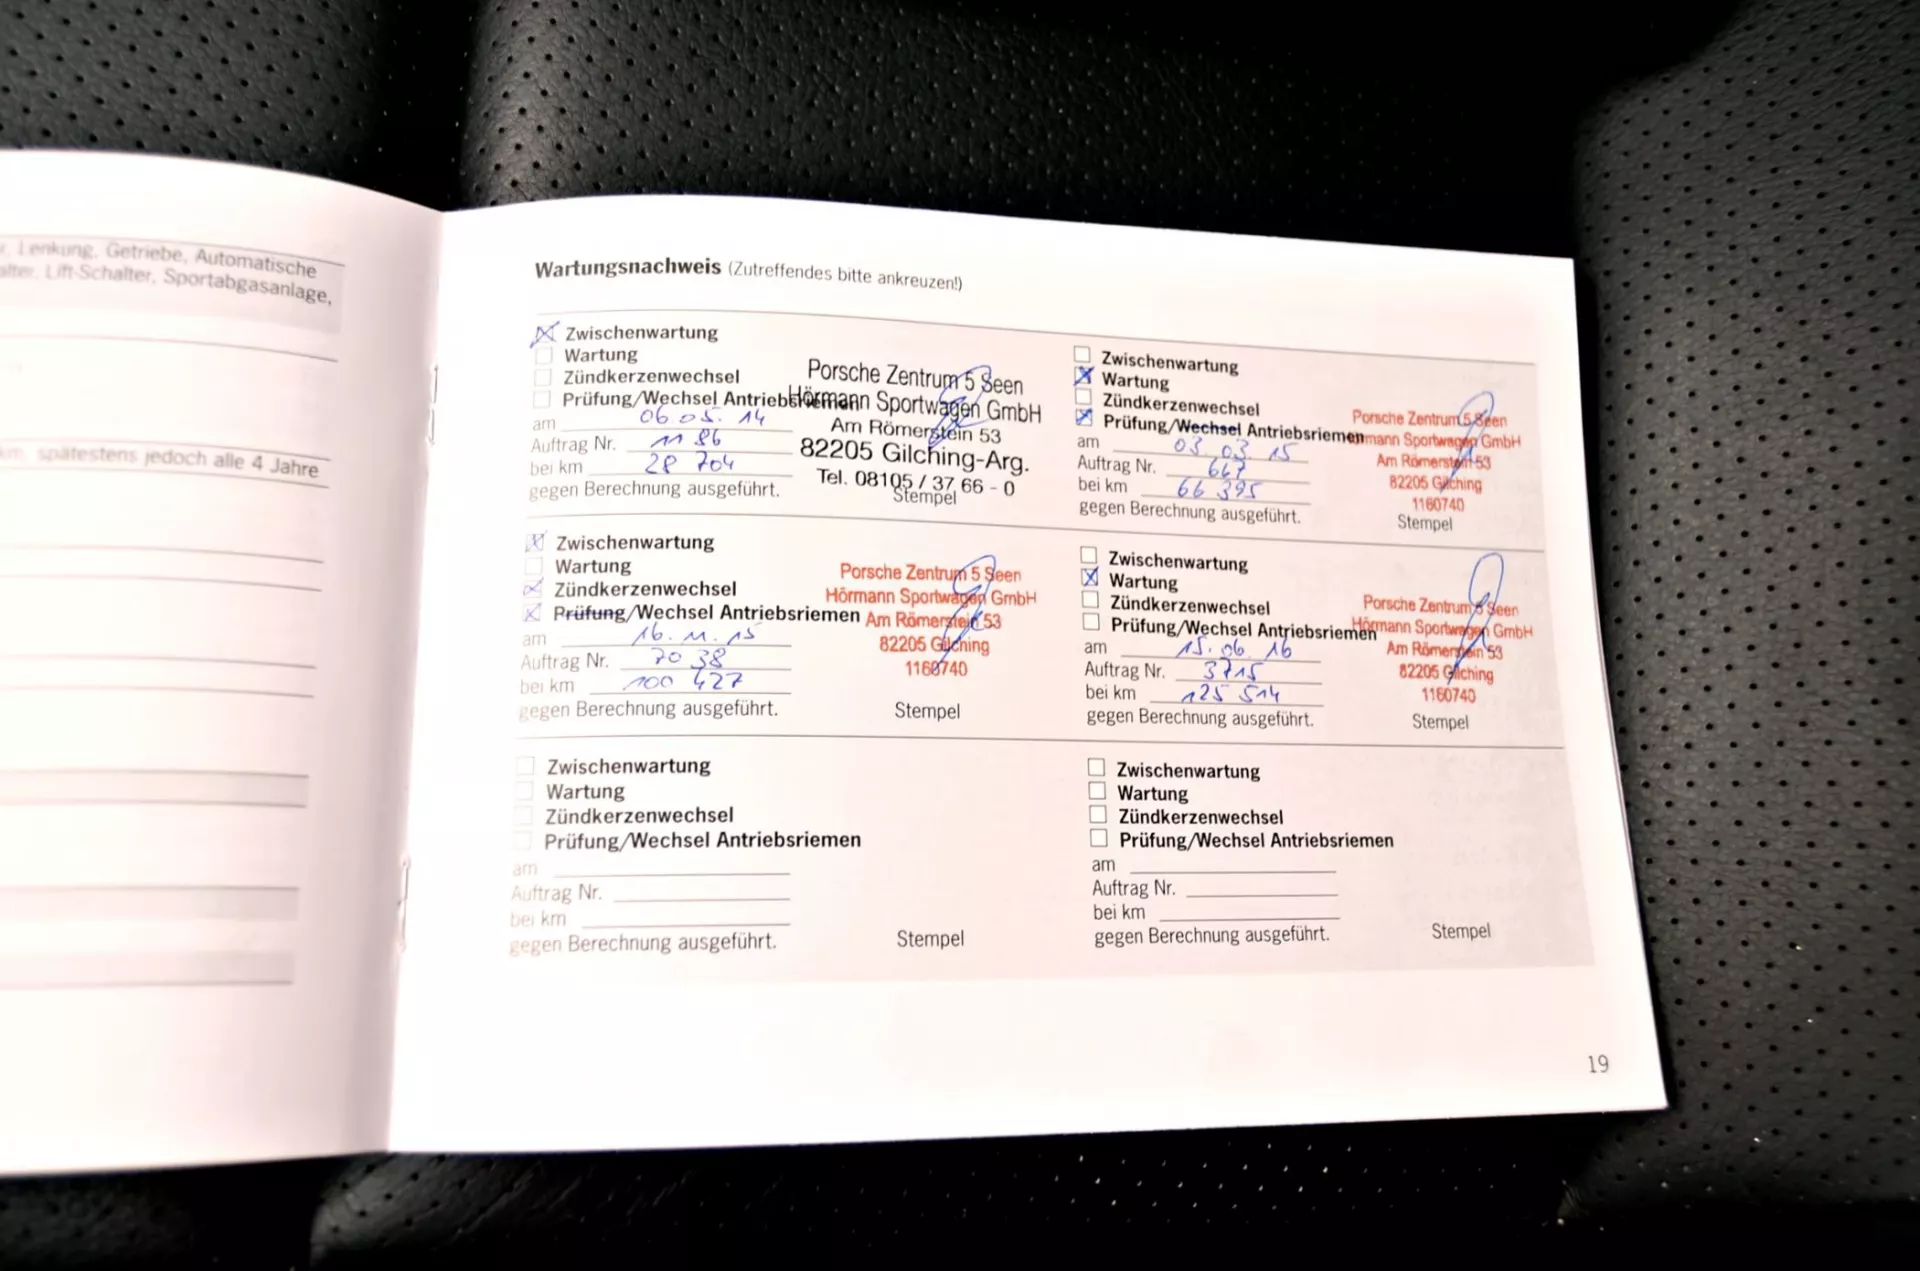 Lenkung, Getriebe, Automatische
Lift-Schalter, Sportabgasanlage,
km, spätestens jedoch alle 4 Jahre
Wartungsnachweis (Zutreffendes bitte ankreuzen!)
Zwischenwartung
Wartung
Zündkerzenwechsel
Prüfung/Wechsel Antriebsriemen
am 06.05.14
Auftrag Nr. 1186
bei km 28 704
gegen Berechnung ausgeführt.
Porsche Zentrum 5 Seen
Hörmann Sportwagen GmbH
Am Römerstein 53
82205 Gilching-Arg.
Tel. 08105 / 37 66 - 0
Stempel
Zwischenwartung
Wartung
Zündkerzenwechsel
Prüfung/Wechsel Antriebsriemen
am 03.03.15
Auftrag Nr. 667
bei km 66 395
gegen Berechnung ausgeführt.
Porsche Zentrum 5 Seen
Hörmann Sportwagen GmbH
Am Römerstein 53
82205 Gilching
1160740
Stempel
Zwischenwartung
Wartung
Zündkerzenwechsel
Prüfung/Wechsel Antriebsriemen
am 16.11.15
Auftrag Nr. 7038
bei km 100 427
gegen Berechnung ausgeführt.
Porsche Zentrum 5 Seen
Hörmann Sportwagen GmbH
Am Römerstein 53
82205 Gilching
1160740
Stempel
Zwischenwartung
Wartung
Zündkerzenwechsel
Prüfung/Wechsel Antriebsriemen
am 15.06.16
Auftrag Nr. 3715
bei km 125 514
gegen Berechnung ausgeführt.
Porsche Zentrum 5 Seen
Hörmann Sportwagen GmbH
Am Römerstein 53
82205 Gilching
1160740
Stempel
Zwischenwartung
Wartung
Zündkerzenwechsel
Prüfung/Wechsel Antriebsriemen
am
Auftrag Nr.
bei km
gegen Berechnung ausgeführt.
Stempel
Zwischenwartung
Wartung
Zündkerzenwechsel
Prüfung/Wechsel Antriebsriemen
am
Auftrag Nr.
bei km
gegen Berechnung ausgeführt.
Stempel
19